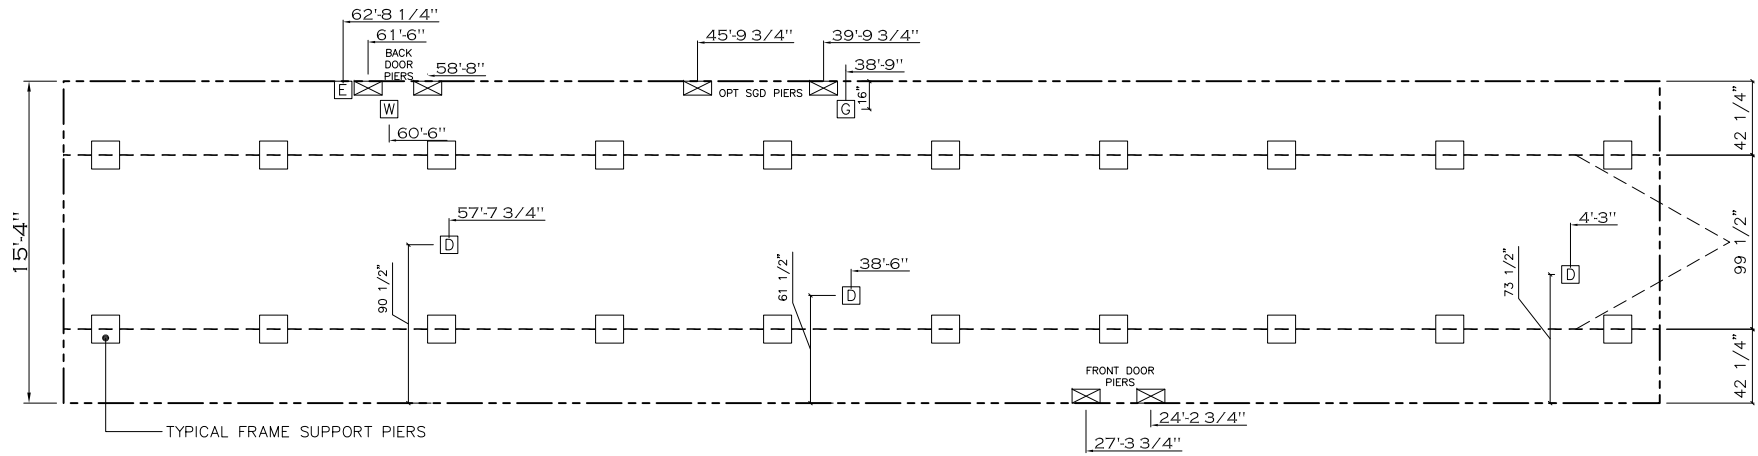 62'-8 1/4"
61'-6"
BACK
DOOR
PIERS
58'-8"
45'-9 3/4"
39'-9 3/4"
38'-9"
E
W
OPT SGD PIERS
G
16"
60'-6"
42 1/4"
15'-4"
57'-7 3/4"
D
90 1/2"
61 1/2"
38'-6"
D
73 1/2"
4'-3"
D
99 1/2"
42 1/4"
FRONT DOOR
PIERS
24'-2 3/4"
27'-3 3/4"
TYPICAL FRAME SUPPORT PIERS